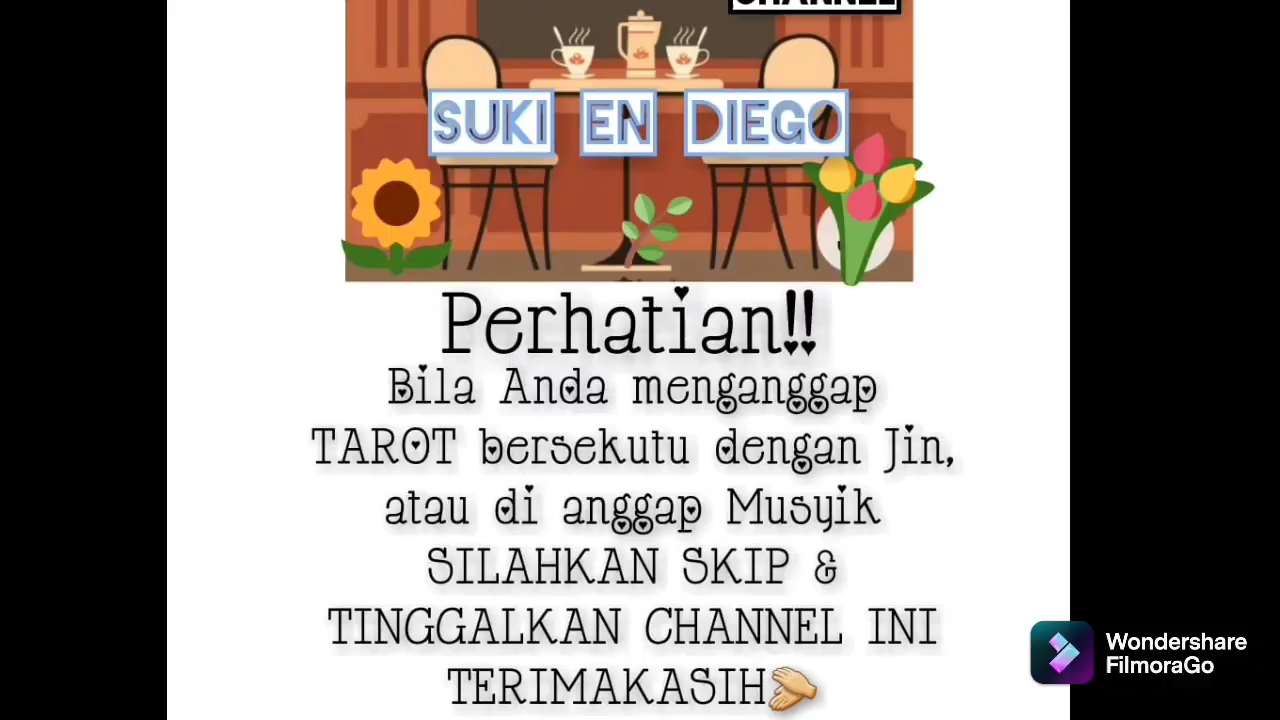 CHANNEL
SUKI EN DIEGO
Perhatian!!
Bila Anda menganggap
TAROT bersekutu dengan Jin,
atau di anggap Musyik
SILAHKAN SKIP &
TINGGALKAN CHANNEL INI
TERIMAKASIH
Wondershare
FilmoraGo